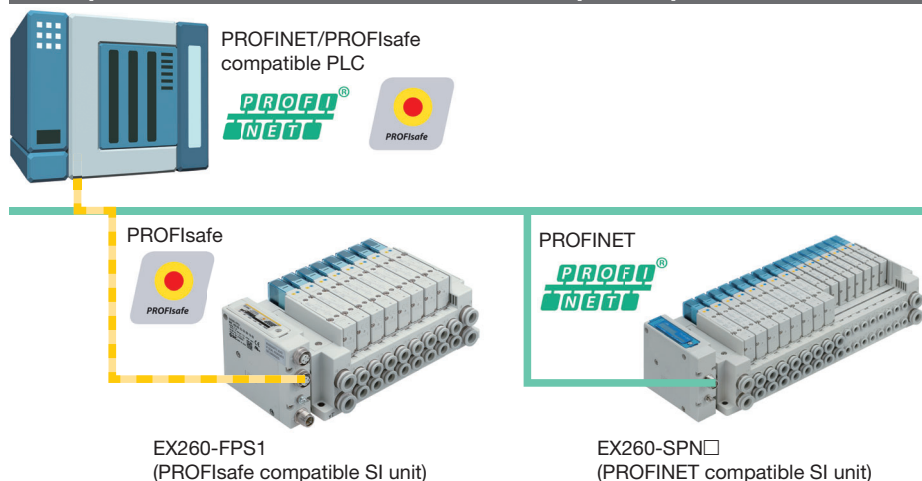 PROFINET/PROFIsafe
compatible PLC
PROFI
NET®
PROFIsafe
PROFIsafe
PROFIsafe
PROFINET
PROFI
NET®
EX260-FPS1
(PROFIsafe compatible SI unit)
EX260-SPN□
(PROFINET compatible SI unit)